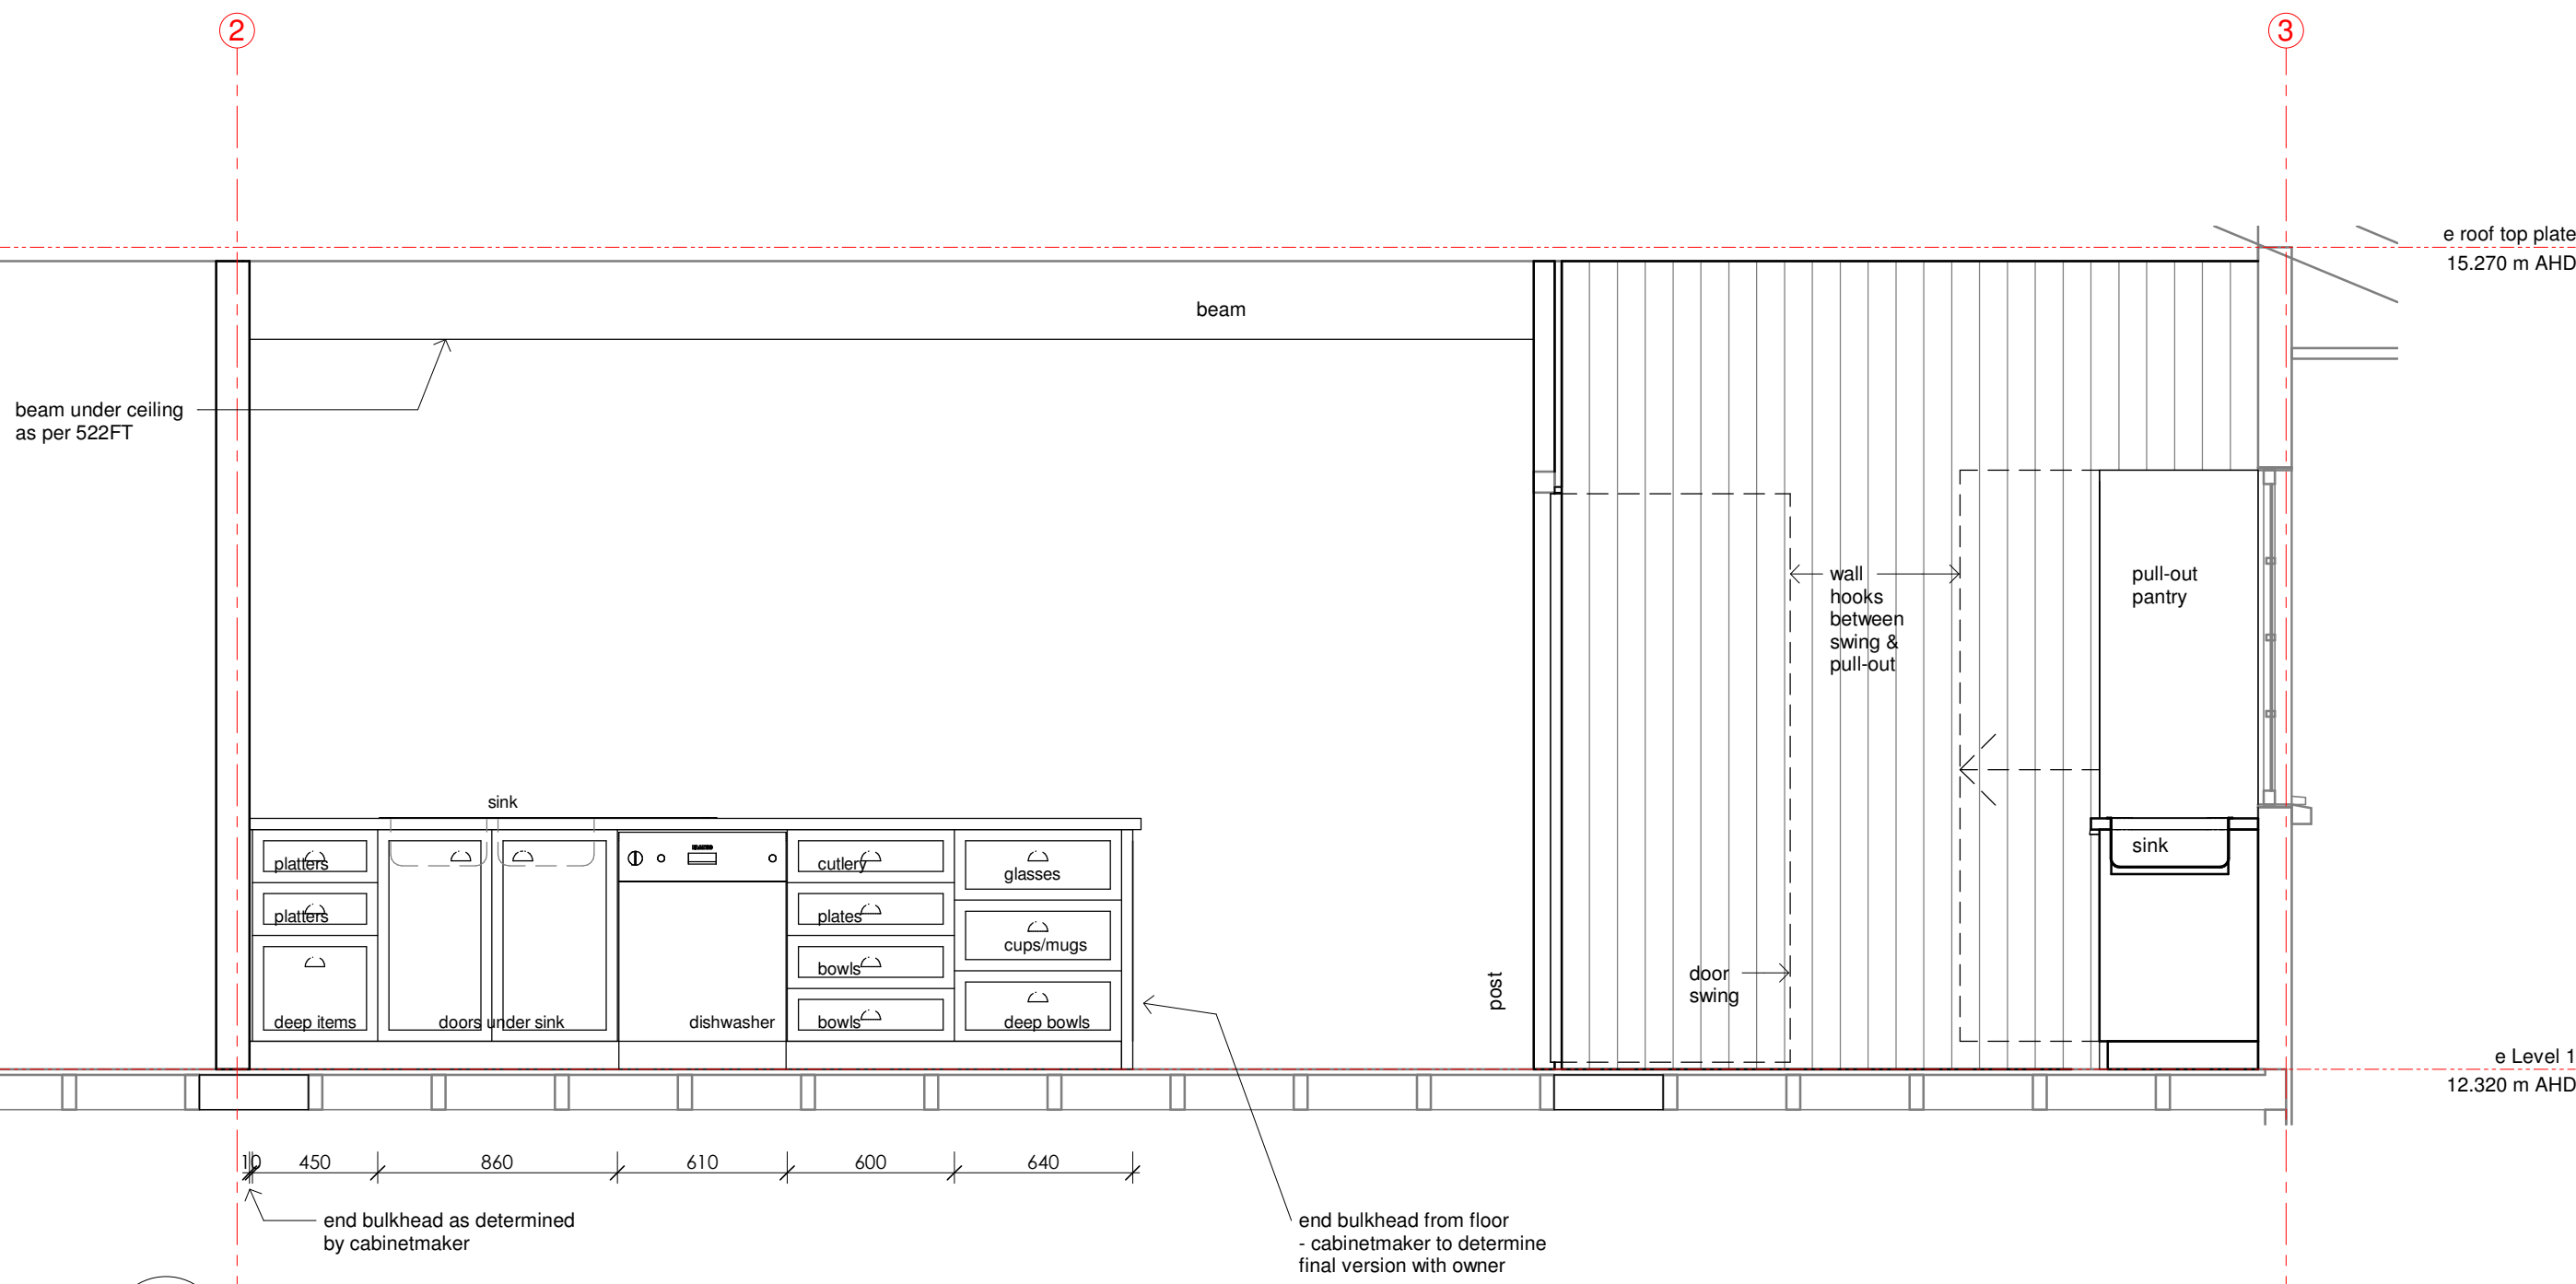 2
3
e roof top plate
15.270 m AHD
beam
beam under ceiling
as per 522FT
wall
hooks
between
swing &
pull-out
pull-out
pantry
sink
sink
platters
cutlery
glasses
platters
plates
cups/mugs
bowls
deep items
doors under sink
dishwasher
bowls
deep bowls
post
door
swing
e Level 1
12.320 m AHD
10
450
860
610
600
640
end bulkhead as determined
by cabinetmaker
end bulkhead from floor
- cabinetmaker to determine
final version with owner